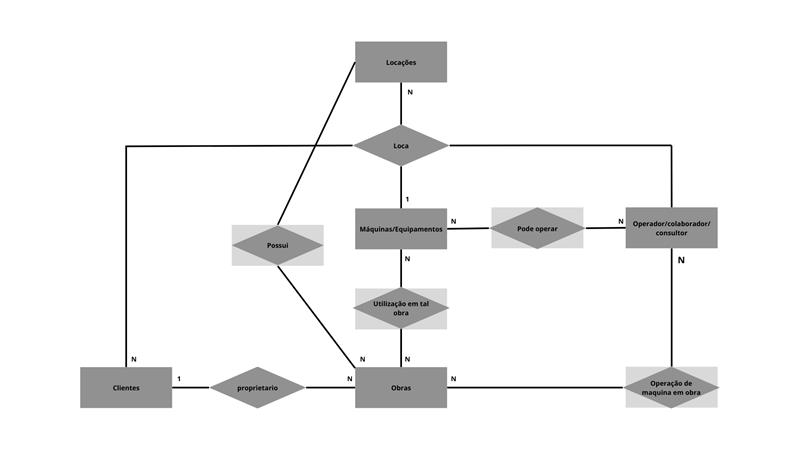 Locações
N
Loca
1
Máquinas/Equipamentos
N
Pode operar
N
Operador/colaborador/
consultor
Possui
N
N
Utilização em tal
obra
N
N
N
Clientes
1
proprietario
N
Obras
N
Operação de
maquina em obra